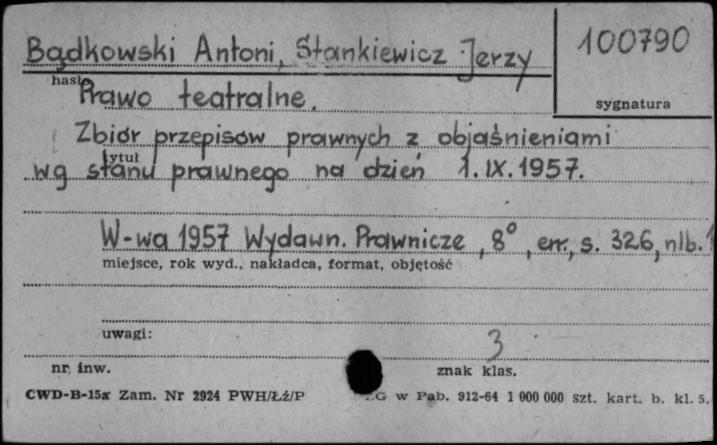 Bądkowski Antoni, Stankiewicz Jerzy
100790
hasło
sygnatura
Prawo teatralne.
Zbiór przepisów prawnych z objaśnieniami
tytuł
wg stanu prawnego na dzień 1.IX.1957.
W-wa 1957 Wydawn. Prawnicze, 8°, err., s. 326, nlb. 1
miejsce, rok wyd., nakładca, format, objętość
uwagi:
3
nr. inw.
znak klas.
CWD-B-15x Zam. Nr 2924 PWH/Łź/P
ZG w Pab. 912-64 1 000 000 szt. kart. b. kl. 5.